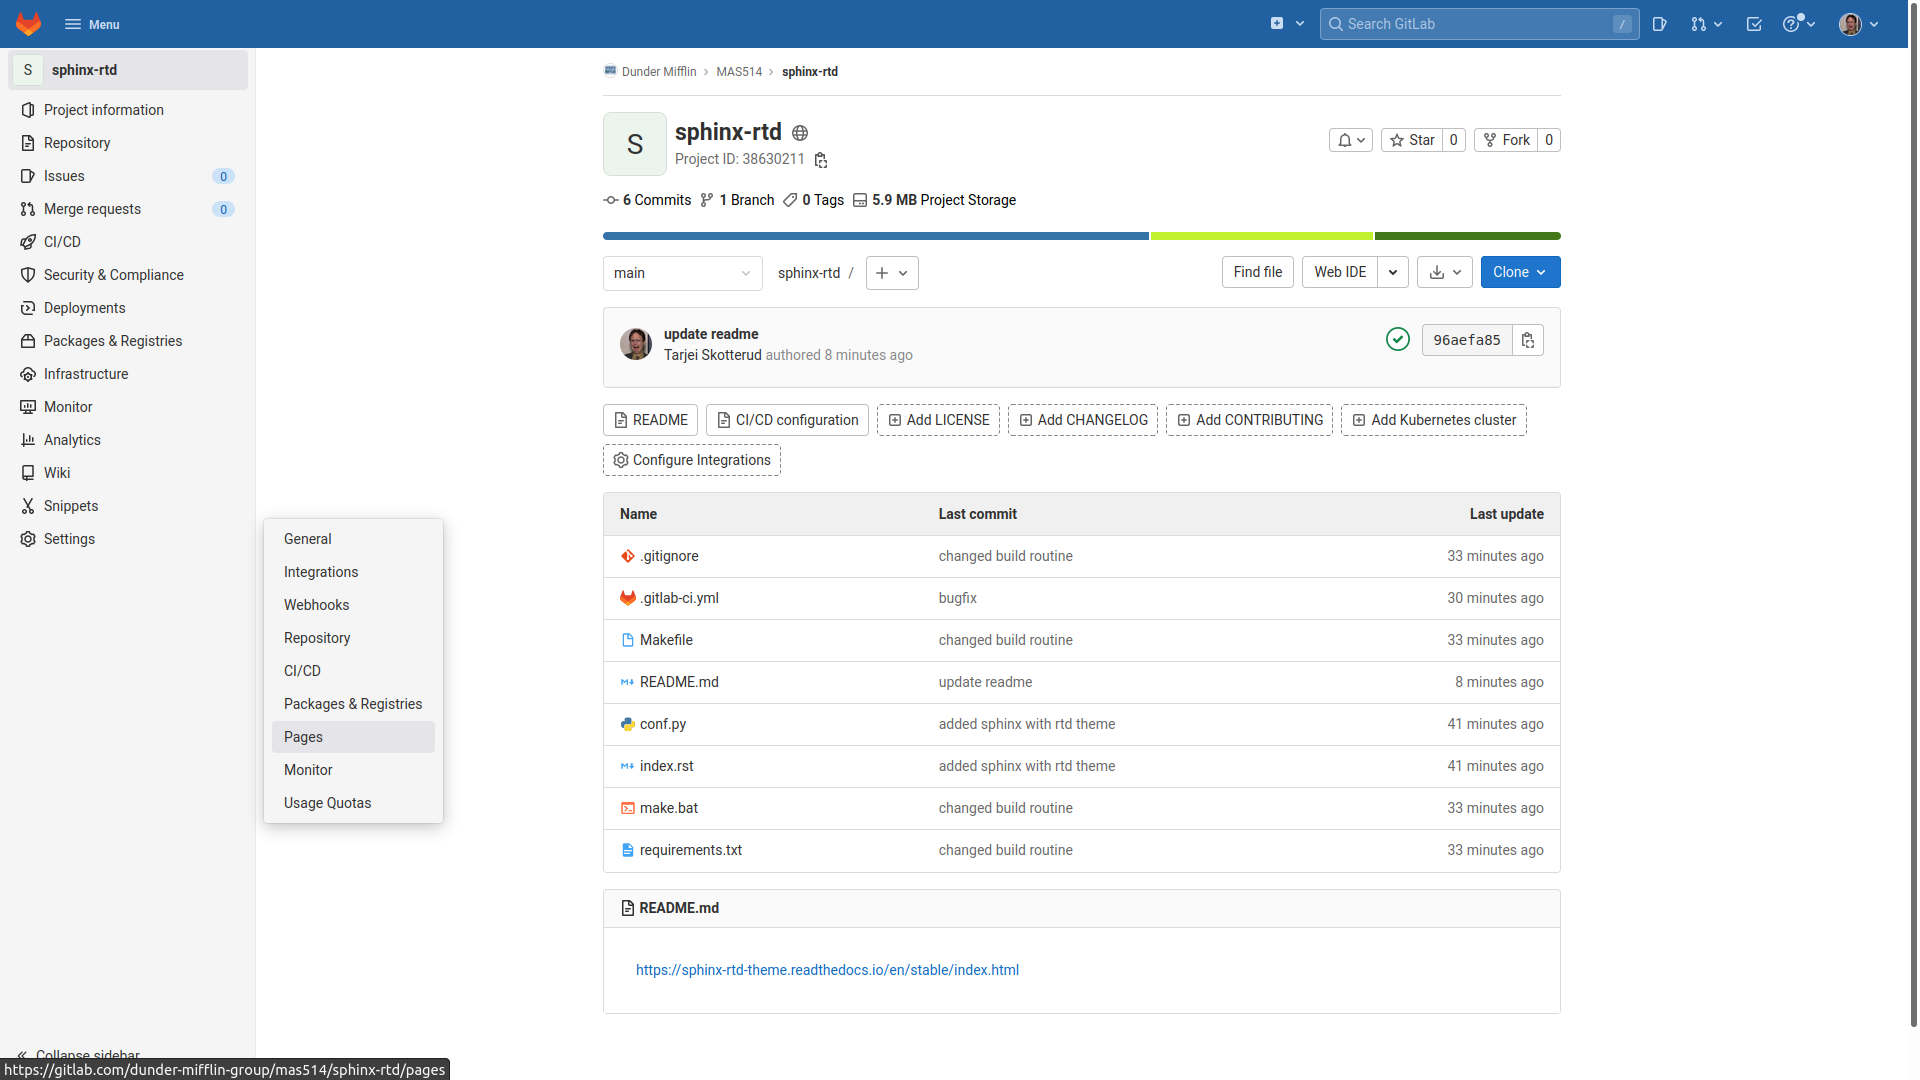 Menu
Search GitLab
/
S
sphinx-rtd
Project information
Repository
Issues 0
Merge requests 0
CI/CD
Security & Compliance
Deployments
Packages & Registries
Infrastructure
Monitor
Analytics
Wiki
Snippets
Settings
General
Integrations
Webhooks
Repository
CI/CD
Packages & Registries
Pages
Monitor
Usage Quotas
Collapse sidebar
https://gitlab.com/dunder-mifflin-group/mas514/sphinx-rtd/pages
Dunder Mifflin › MAS514 › sphinx-rtd
S
sphinx-rtd
Project ID: 38630211
Star 0
Fork 0
6 Commits 1 Branch 0 Tags 5.9 MB Project Storage
main
sphinx-rtd /
Find file
Web IDE
Clone
update readme
Tarjei Skotterud authored 8 minutes ago
96aefa85
README
CI/CD configuration
Add LICENSE
Add CHANGELOG
Add CONTRIBUTING
Add Kubernetes cluster
Configure Integrations
Name Last commit Last update
.gitignore changed build routine 33 minutes ago
.gitlab-ci.yml bugfix 30 minutes ago
Makefile changed build routine 33 minutes ago
README.md update readme 8 minutes ago
conf.py added sphinx with rtd theme 41 minutes ago
index.rst added sphinx with rtd theme 41 minutes ago
make.bat changed build routine 33 minutes ago
requirements.txt changed build routine 33 minutes ago
README.md
https://sphinx-rtd-theme.readthedocs.io/en/stable/index.html